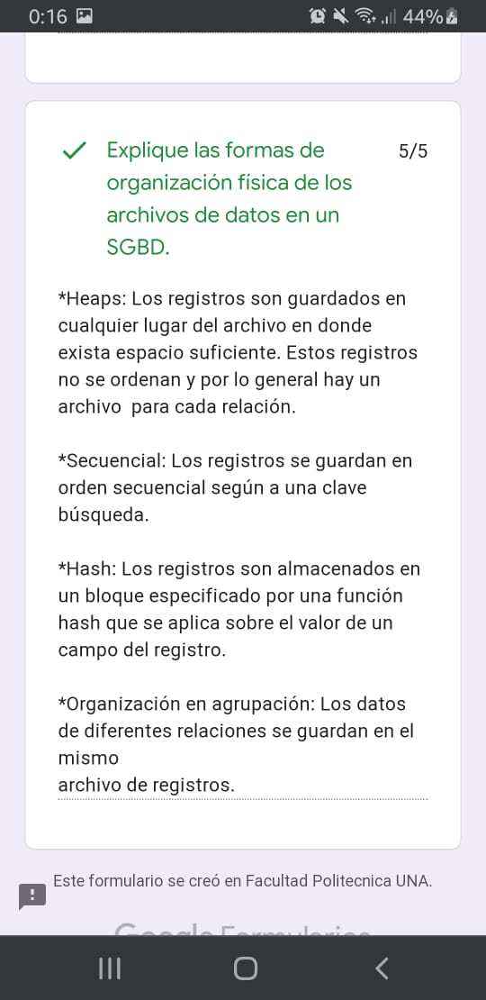 0:16
44%
Explique las formas de
5/5
organización física de los
archivos de datos en un
SGBD.
*Heaps: Los registros son guardados en
cualquier lugar del archivo en donde
exista espacio suficiente. Estos registros
no se ordenan y por lo general hay un
archivo  para cada relación.
*Secuencial: Los registros se guardan en
orden secuencial según a una clave
búsqueda.
*Hash: Los registros son almacenados en
un bloque especificado por una función
hash que se aplica sobre el valor de un
campo del registro.
*Organización en agrupación: Los datos
de diferentes relaciones se guardan en el
mismo
archivo de registros.
Este formulario se creó en Facultad Politecnica UNA.
Google Formularios